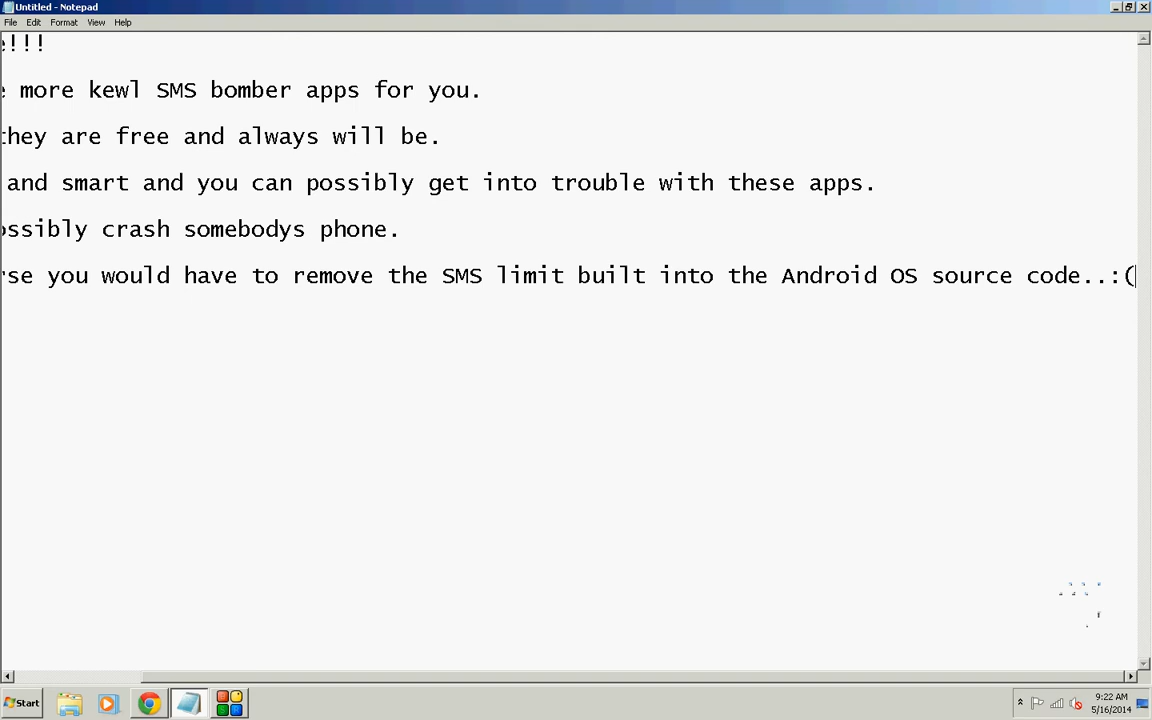 Untitled - Notepad
File Edit Format View Help
e!!!
e more kewl SMS bomber apps for you.
they are free and always will be.
and smart and you can possibly get into trouble with these apps.
ossibly crash somebodys phone.
rse you would have to remove the SMS limit built into the Android OS source code..:(
Start
9:22 AM
5/16/2014